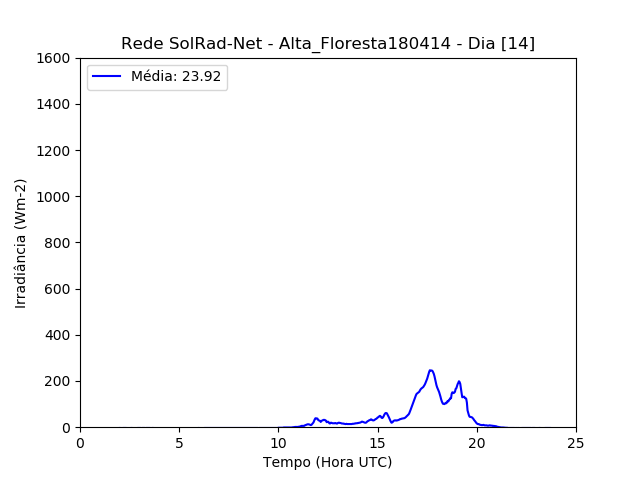 Rede SolRad-Net - Alta_Floresta180414 - Dia [14]
Média: 23.92
1600
1400
1200
1000
800
600
400
200
0
Irradiância (Wm-2)
0 5 10 15 20 25
Tempo (Hora UTC)